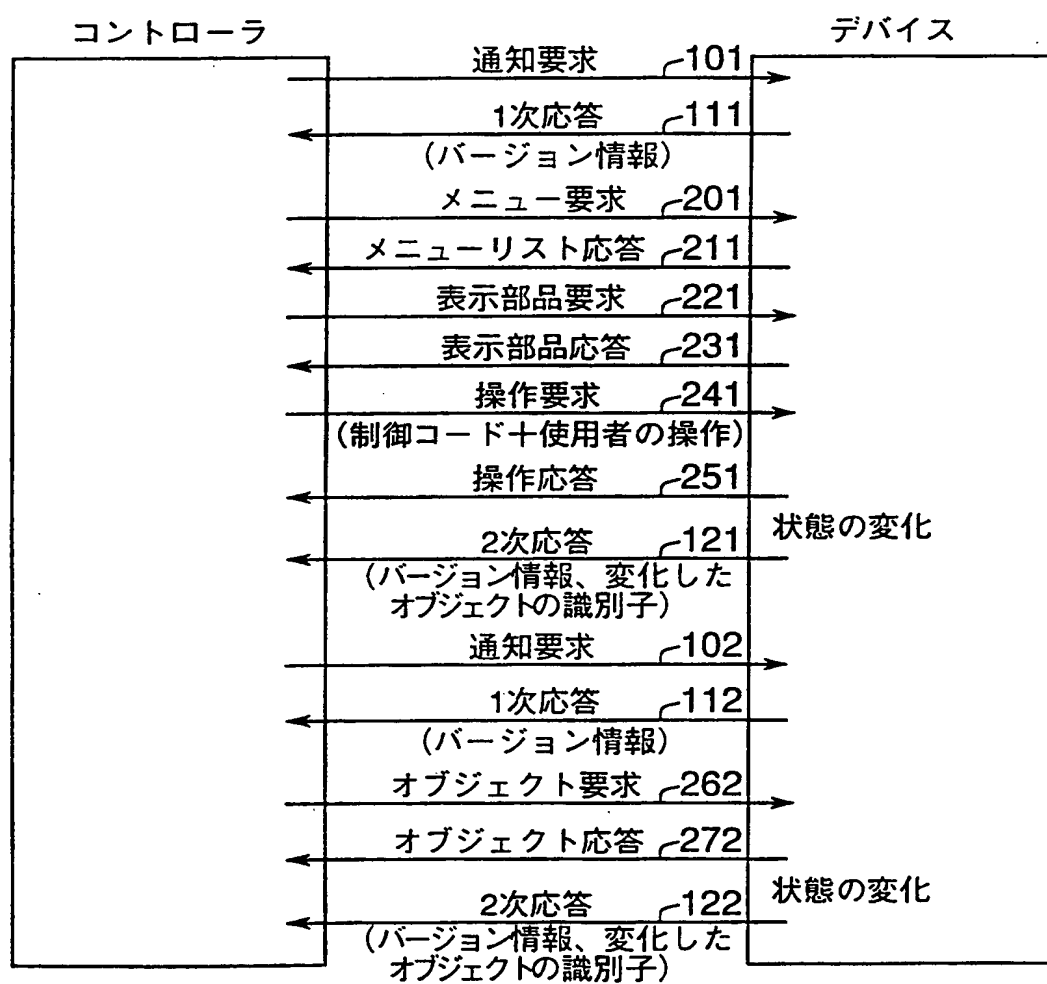 コントローラ
デバイス
通知要求 101
1次応答 111
(バージョン情報)
メニュー要求 201
メニューリスト応答 211
表示部品要求 221
表示部品応答 231
操作要求 241
(制御コード+使用者の操作)
操作応答 251
状態の変化
2次応答 121
(バージョン情報、変化した
オブジェクトの識別子)
通知要求 102
1次応答 112
(バージョン情報)
オブジェクト要求 262
オブジェクト応答 272
状態の変化
2次応答 122
(バージョン情報、変化した
オブジェクトの識別子)